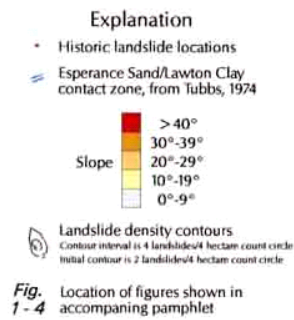 Explanation
Historic landslide locations
Esperance Sand/Lawton Clay
contact zone, from Tubbs, 1974
Slope
>40°
30°-39°
20°-29°
10°-19°
0°-9°
Landslide density contours
Contour interval is 4 landslides/4 hectare count circle
Initial contour is 2 landslides/4 hectare count circle
Fig. 1 - 4
Location of figures shown in
accompaning pamphlet